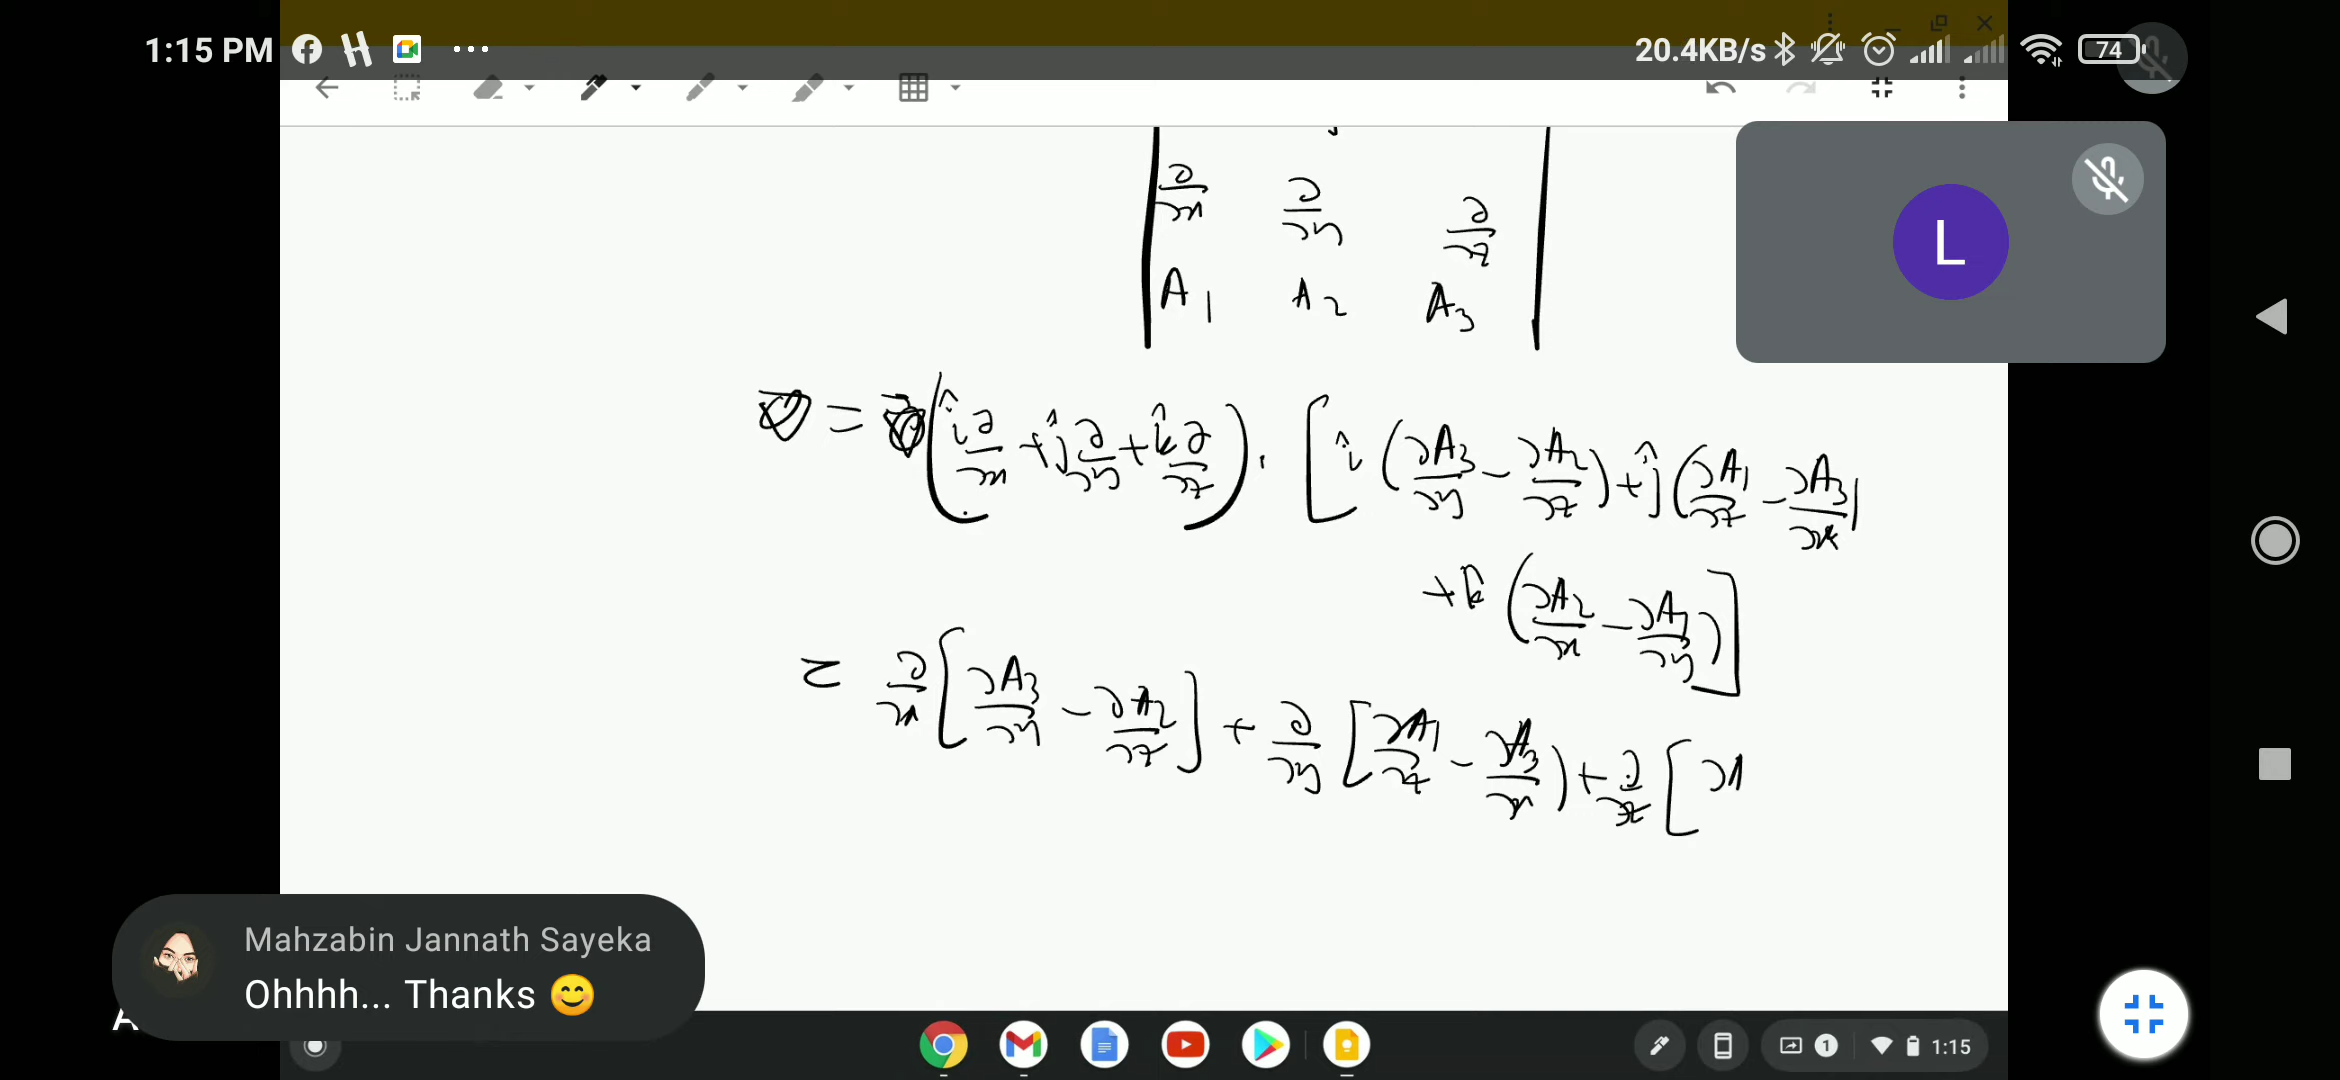 1:15 PM
20.4KB/s 74
∂/∂x ∂/∂y ∂/∂z
A₁ A₂ A₃
= (î ∂/∂x + ĵ ∂/∂y + k̂ ∂/∂z) . [î (∂A₃/∂y − ∂A₂/∂z) + ĵ (∂A₁/∂z − ∂A₃/∂x)
+ k̂ (∂A₂/∂x − ∂A₁/∂y)]
= ∂/∂x [∂A₃/∂y − ∂A₂/∂z] + ∂/∂y [∂A₁/∂z − ∂A₃/∂x) + ∂/∂z [∂A
L
Mahzabin Jannath Sayeka
Ohhhh... Thanks 😊
A
1 1:15